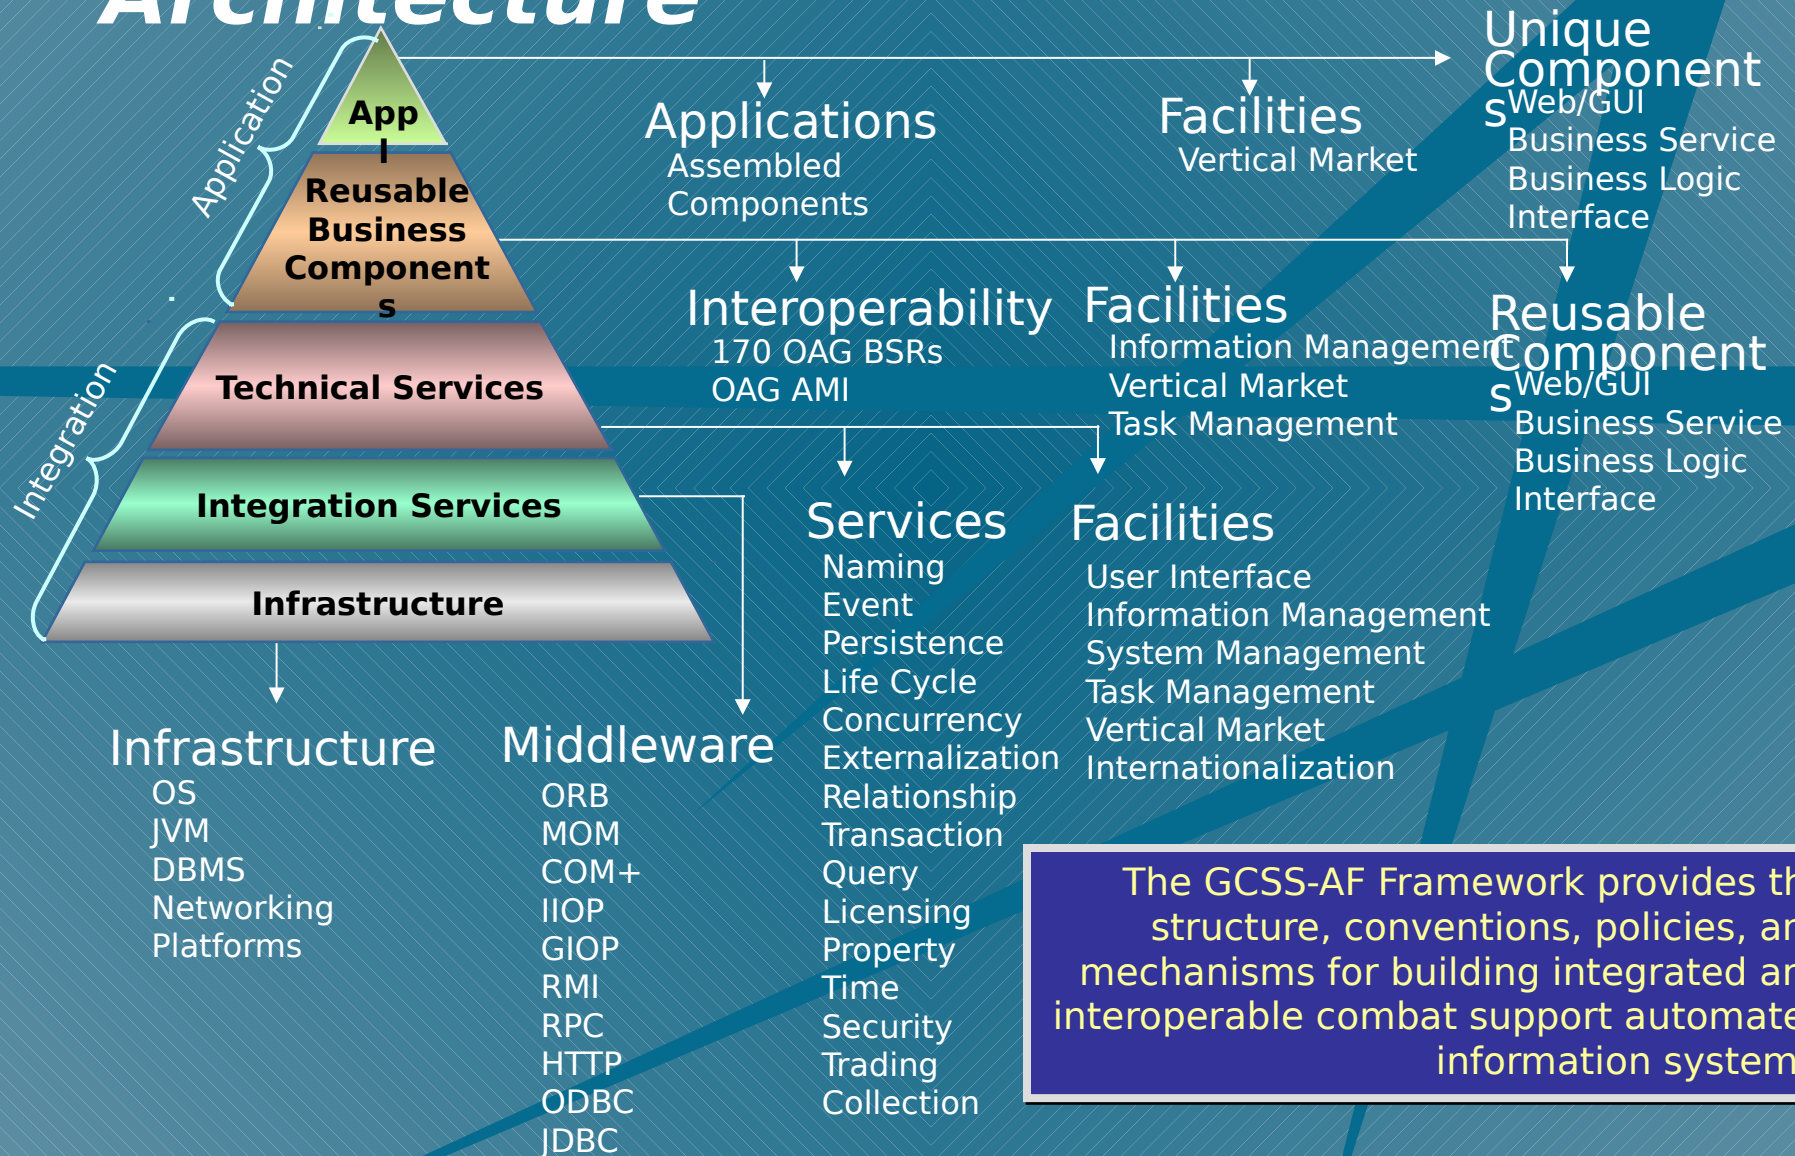 Architecture
Application
Integration
App
l
Reusable
Business
Component
s
Technical Services
Integration Services
Infrastructure
Applications
Assembled
Components
Facilities
Vertical Market
Unique
Component
s
Web/GUI
Business Service
Business Logic
Interface
Interoperability
170 OAG BSRs
OAG AMI
Facilities
Information Management
Vertical Market
Task Management
Reusable
Component
s
Web/GUI
Business Service
Business Logic
Interface
Services
Naming
Event
Persistence
Life Cycle
Concurrency
Externalization
Relationship
Transaction
Query
Licensing
Property
Time
Security
Trading
Collection
Facilities
User Interface
Information Management
System Management
Task Management
Vertical Market
Internationalization
Infrastructure
OS
JVM
DBMS
Networking
Platforms
Middleware
ORB
MOM
COM+
IIOP
GIOP
RMI
RPC
HTTP
ODBC
JDBC
The GCSS-AF Framework provides th
structure, conventions, policies, an
mechanisms for building integrated an
interoperable combat support automate
information system